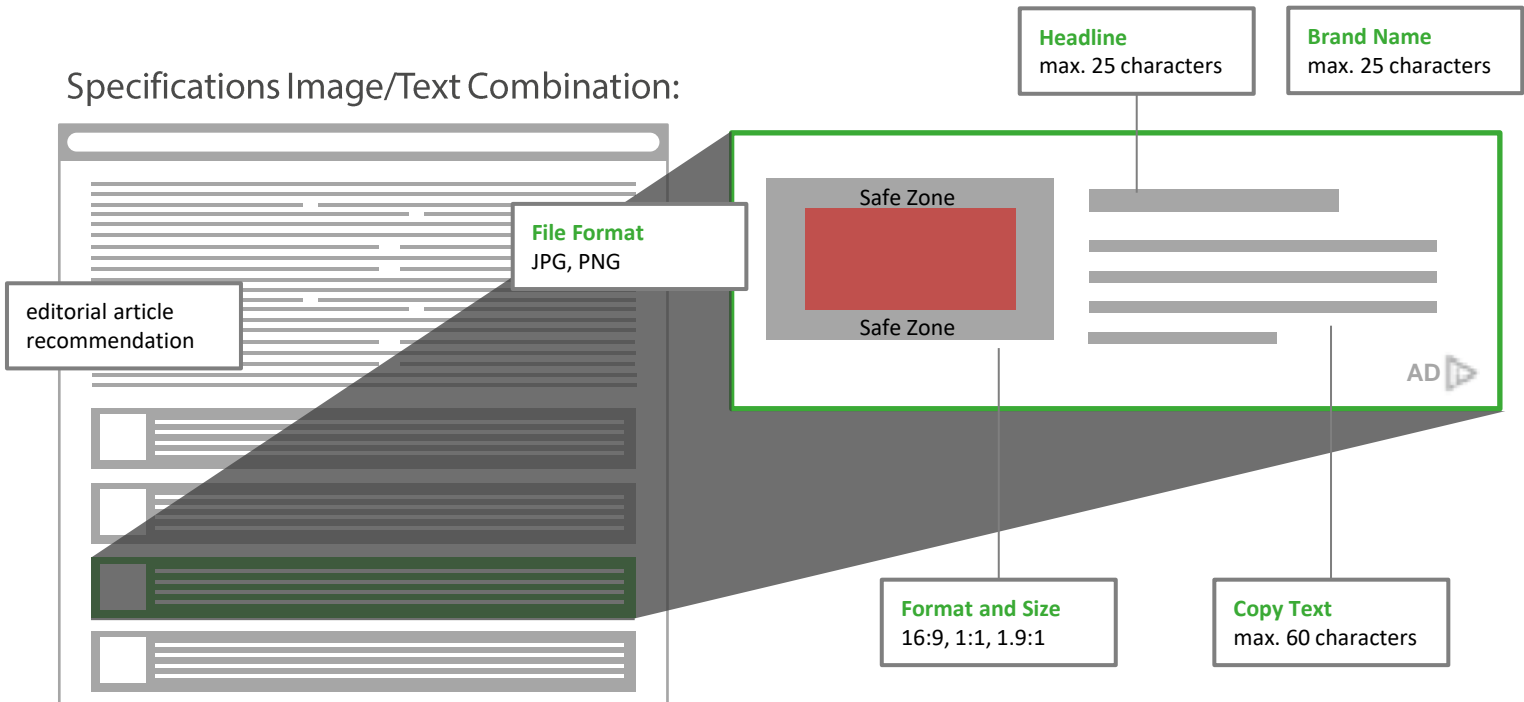 Headline
max. 25 characters
Brand Name
max. 25 characters
Specifications Image/Text Combination:
Safe Zone
File Format
JPG, PNG
editorial article
recommendation
Safe Zone
AD
Format and Size
16:9, 1:1, 1.9:1
Copy Text
max. 60 characters